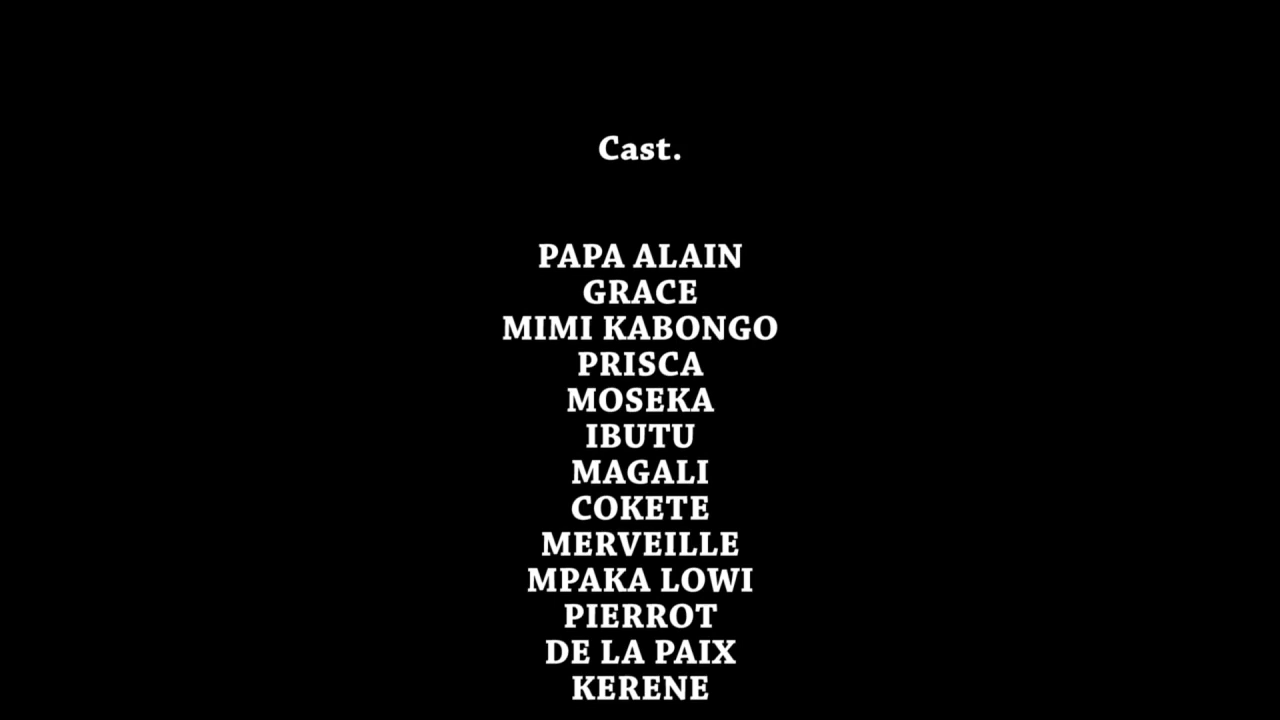 Cast.
PAPA ALAIN
GRACE
MIMI KABONGO
PRISCA
MOSEKA
IBUTU
MAGALI
COKETE
MERVEILLE
MPAKA LOWI
PIERROT
DE LA PAIX
KERENE